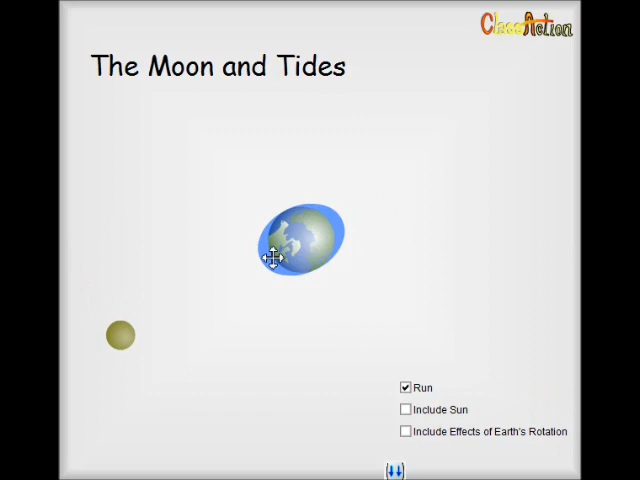 ClassAction
The Moon and Tides
Run
Include Sun
Include Effects of Earth's Rotation